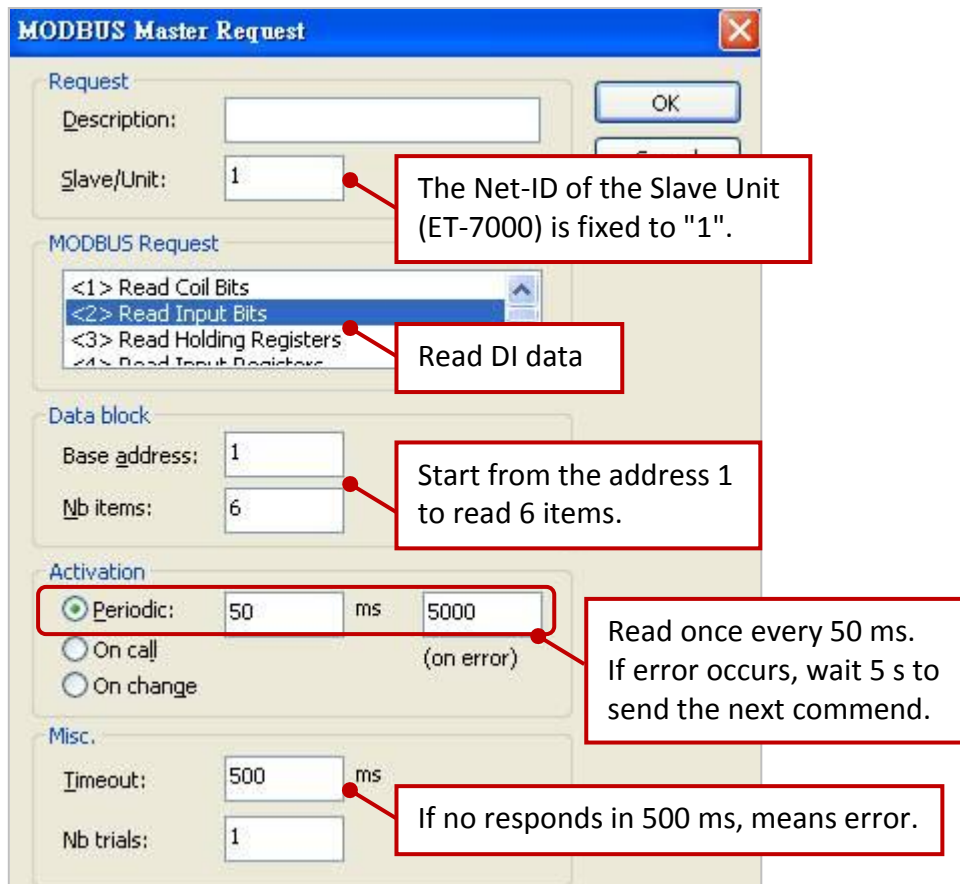 MODBUS Master Request
Request
Description:
OK
Slave/Unit: 1
The Net-ID of the Slave Unit
(ET-7000) is fixed to "1".
MODBUS Request
<1> Read Coil Bits
<2> Read Input Bits
<3> Read Holding Registers
<4> Read Input Registers
Read DI data
Data block
Base address: 1
Nb items: 6
Start from the address 1
to read 6 items.
Activation
Periodic: 50 ms 5000
On call
(on error)
On change
Read once every 50 ms.
If error occurs, wait 5 s to
send the next commend.
Misc.
Timeout: 500 ms
If no responds in 500 ms, means error.
Nb trials: 1